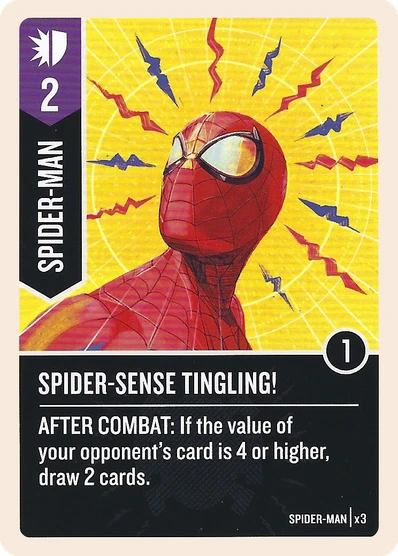 2
SPIDER-MAN
1
SPIDER-SENSE TINGLING!
AFTER COMBAT: If the value of
your opponent's card is 4 or higher,
draw 2 cards.
SPIDER-MAN | x3